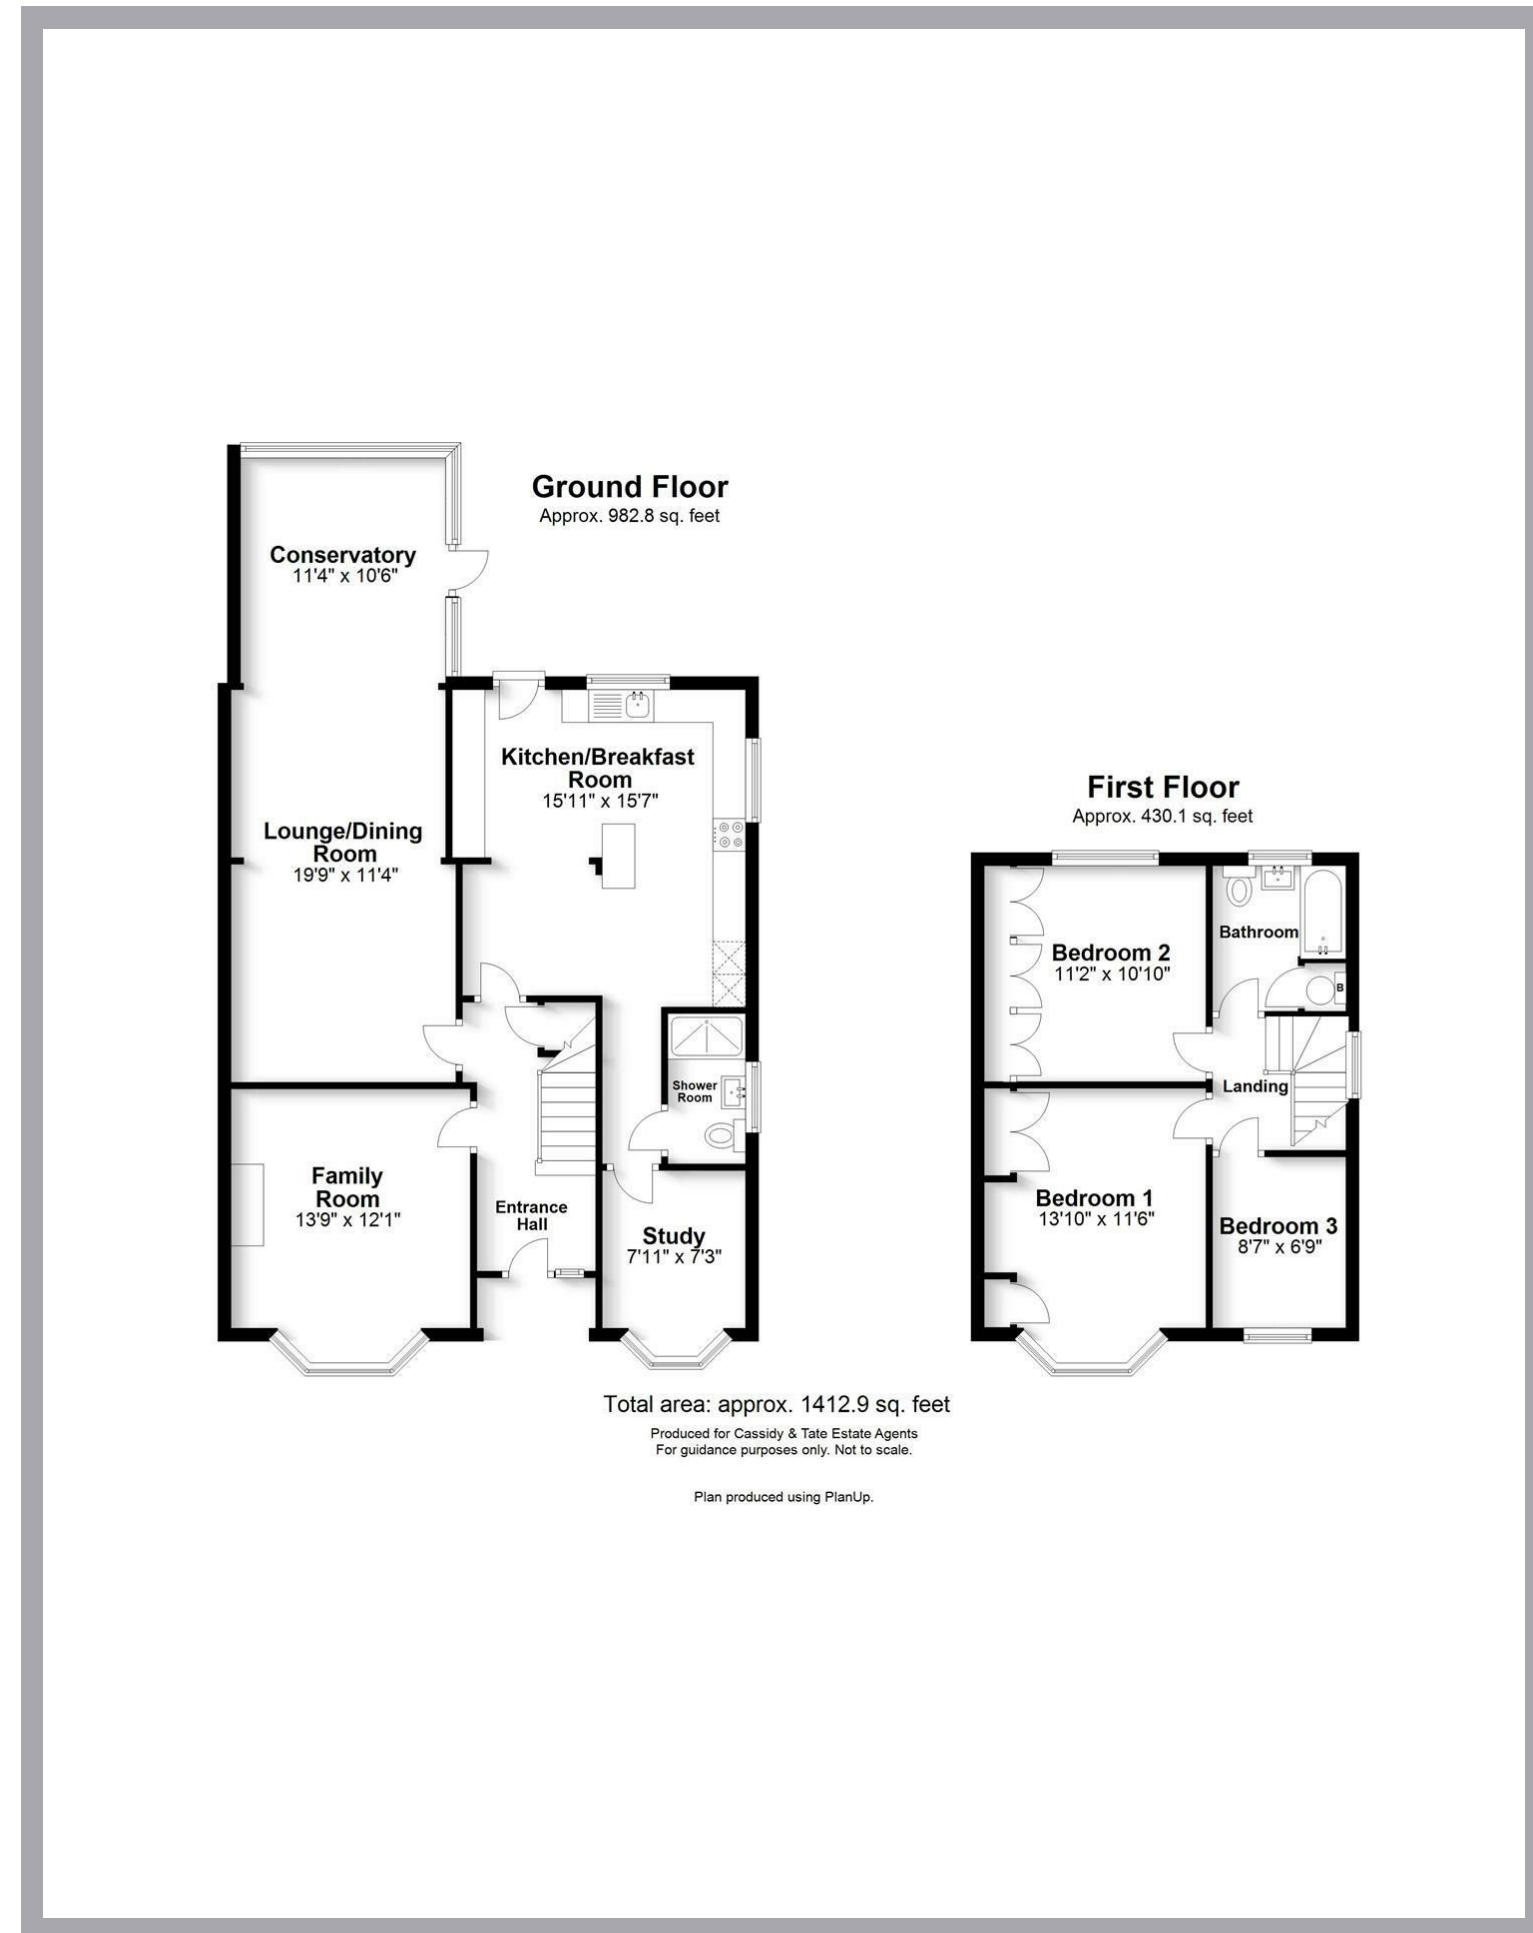 Ground Floor
Approx. 982.8 sq. feet
Conservatory
11'4" x 10'6"
Kitchen/Breakfast
Room
15'11" x 15'7"
Lounge/Dining
Room
19'9" x 11'4"
Shower
Room
Family
Room
13'9" x 12'1"
Entrance
Hall
Study
7'11" x 7'3"
First Floor
Approx. 430.1 sq. feet
Bathroom
Bedroom 2
11'2" x 10'10"
B
Landing
Bedroom 1
13'10" x 11'6"
Bedroom 3
8'7" x 6'9"
Total area: approx. 1412.9 sq. feet
Produced for Cassidy & Tate Estate Agents
For guidance purposes only. Not to scale.
Plan produced using PlanUp.